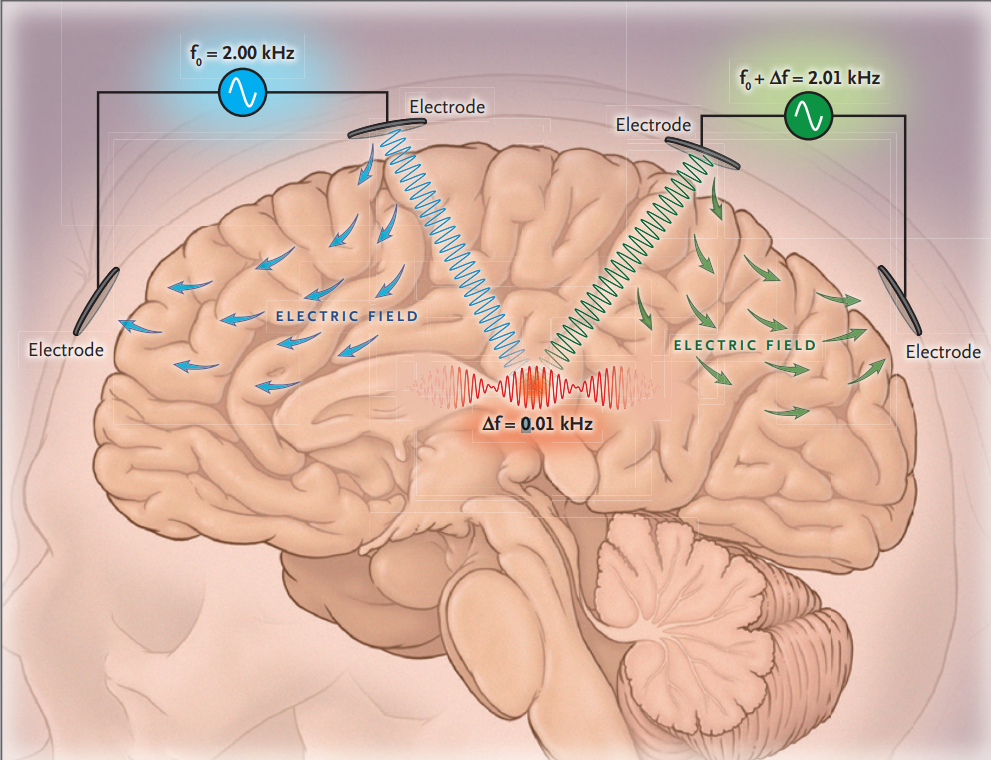 f₀ = 2.00 kHz
f₀ + Δf = 2.01 kHz
Electrode
Electrode
ELECTRIC FIELD
ELECTRIC FIELD
Electrode
Electrode
Δf = 0.01 kHz